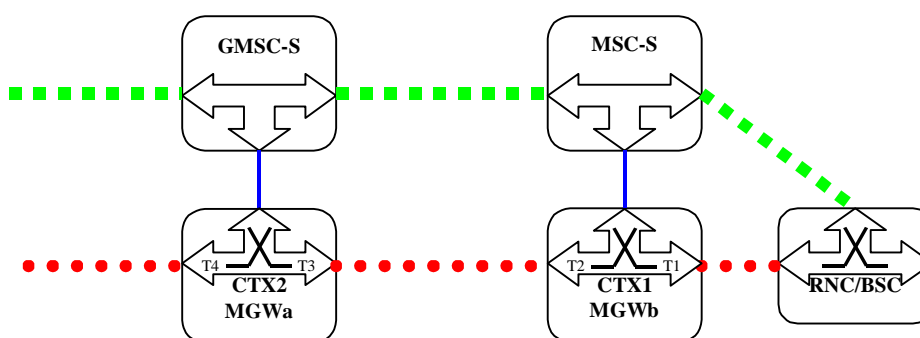 GMSC-S
MSC-S
T4
T3
CTX2
MGWa
T2
T1
CTX1
MGWb
RNC/BSC